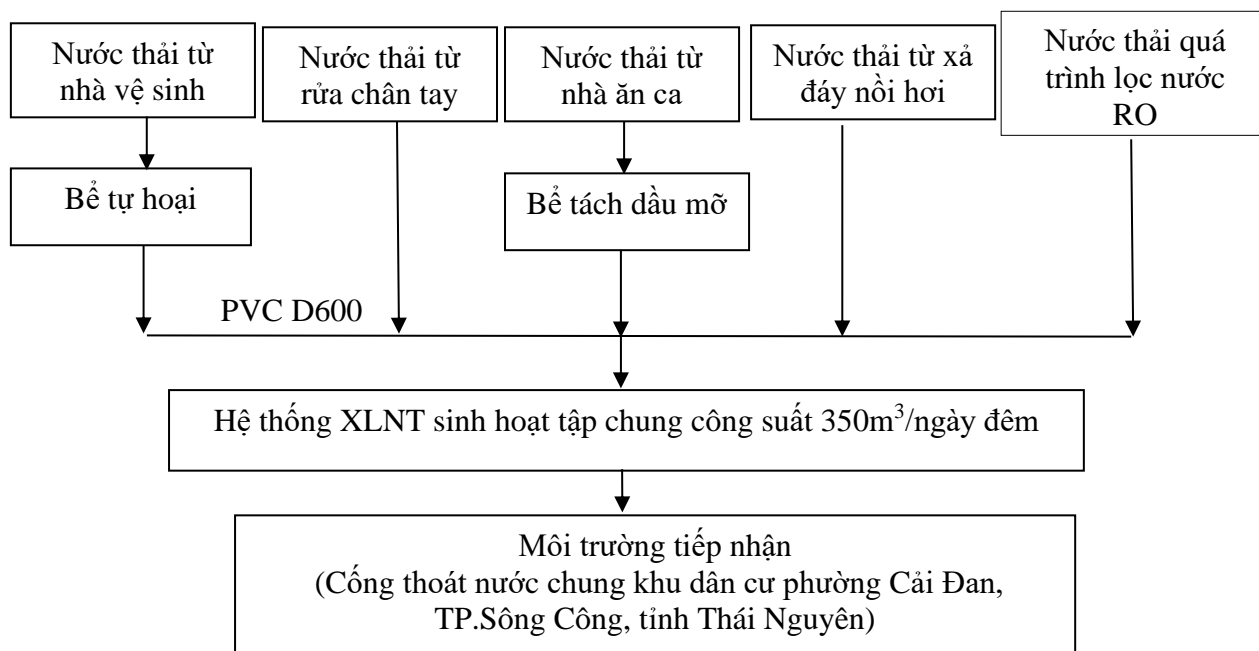 Nước thải từ
nhà vệ sinh
Nước thải từ
rửa chân tay
Nước thải từ
nhà ăn ca
Nước thải từ xả
đáy nồi hơi
Nước thải quá
trình lọc nước
RO
Bể tự hoại
Bể tách dầu mỡ
PVC D600
Hệ thống XLNT sinh hoạt tập chung công suất 350m³/ngày đêm
Môi trường tiếp nhận
(Cống thoát nước chung khu dân cư phường Cải Đan,
TP.Sông Công, tỉnh Thái Nguyên)